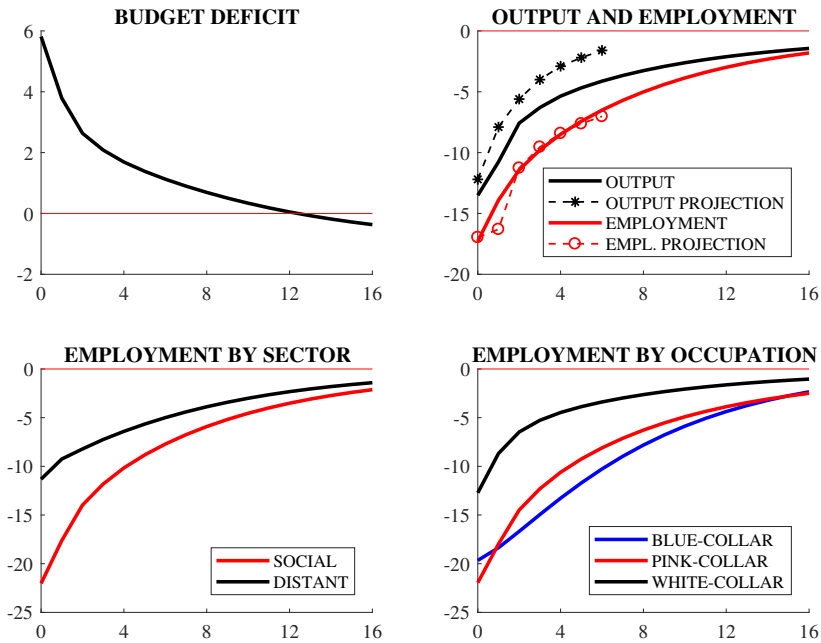 BUDGET DEFICIT
6
4
2
0
-2
0 4 8 12 16
OUTPUT AND EMPLOYMENT
0
-5
-10
-15
-20
OUTPUT
OUTPUT PROJECTION
EMPLOYMENT
EMPL. PROJECTION
0 4 8 12 16
EMPLOYMENT BY SECTOR
0
-5
-10
-15
-20
-25
SOCIAL
DISTANT
0 4 8 12 16
EMPLOYMENT BY OCCUPATION
0
-5
-10
-15
-20
-25
BLUE-COLLAR
PINK-COLLAR
WHITE-COLLAR
0 4 8 12 16